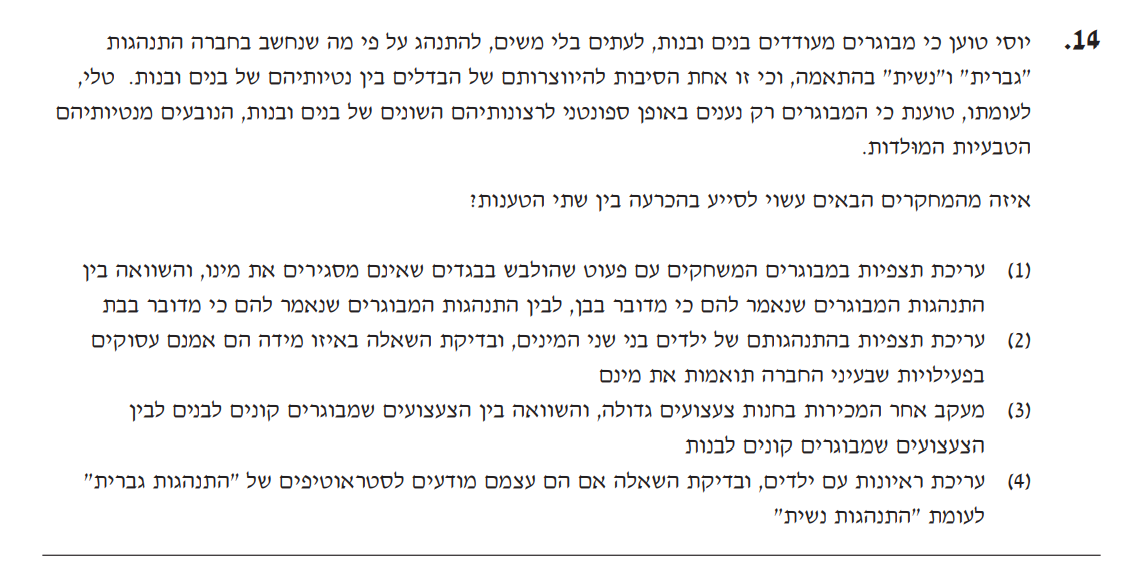 14. יוסי טוען כי מבוגרים מעודדים בנים ובנות, לעתים בלי משים, להתנהג על פי מה שנחשב בחברה התנהגות
"גברית" ו"נשית" בהתאמה, וכי זו אחת הסיבות להיווצרותם של הבדלים בין נטיותיהם של בנים ובנות. טלי,
לעומתו, טוענת כי המבוגרים רק נענים באופן ספונטני לרצונותיהם השונים של בנים ובנות, הנובעים מנטיותיהם
הטבעיות המוּלדות.
איזה מהמחקרים הבאים עשוי לסייע בהכרעה בין שתי הטענות?
(1) עריכת תצפיות במבוגרים המשחקים עם פעוט שהולבש בבגדים שאינם מסגירים את מינו, והשוואה בין
התנהגות המבוגרים שנאמר להם כי מדובר בבן, לבין התנהגות המבוגרים שנאמר להם כי מדובר בבת
(2) עריכת תצפיות בהתנהגותם של ילדים בני שני המינים, ובדיקת השאלה באיזו מידה הם אמנם עסוקים
בפעילויות שבעיני החברה תואמות את מינם
(3) מעקב אחר המכירות בחנות צעצועים גדולה, והשוואה בין הצעצועים שמבוגרים קונים לבנים לבין
הצעצועים שמבוגרים קונים לבנות
(4) עריכת ראיונות עם ילדים, ובדיקת השאלה אם הם עצמם מודעים לסטראוטיפים של "התנהגות גברית"
לעומת "התנהגות נשית"